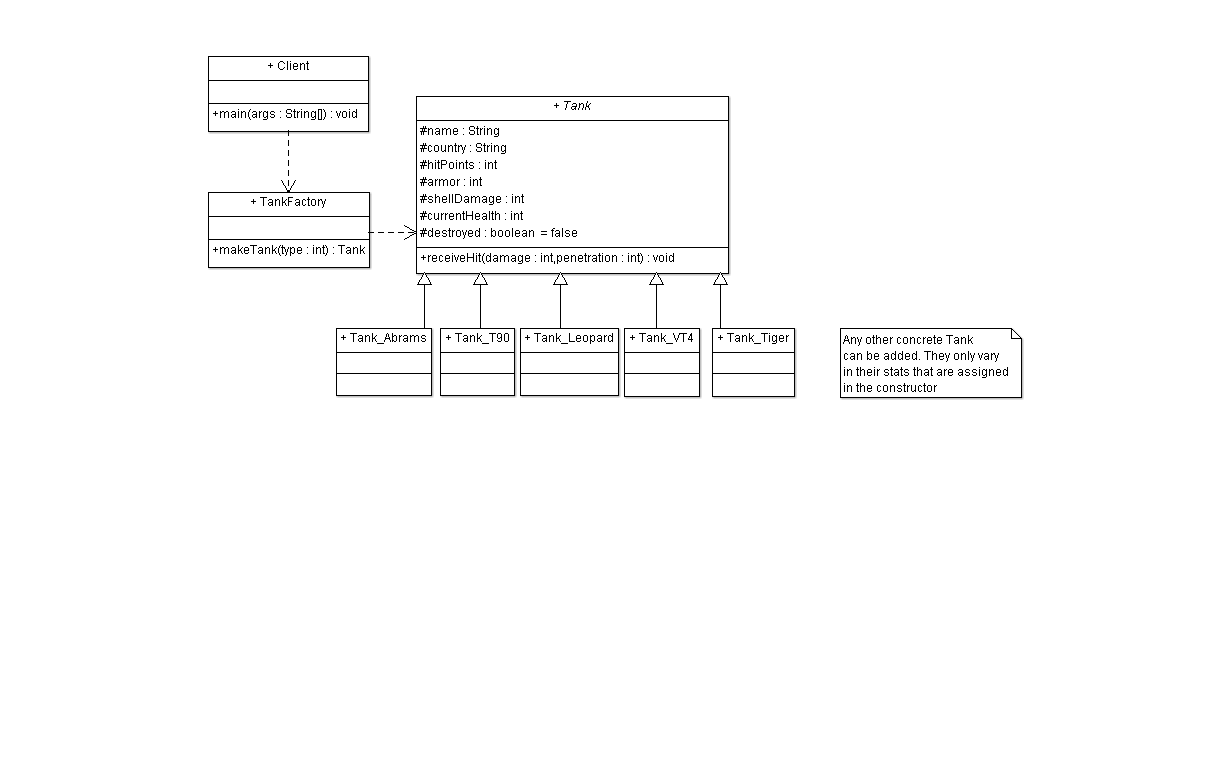 + Client
+main(args : String[]) : void
+ Tank
#name : String
#country : String
#hitPoints : int
#armor : int
#shellDamage : int
#currentHealth : int
#destroyed : boolean = false
+receiveHit(damage : int,penetration : int) : void
+ TankFactory
+makeTank(type : int) : Tank
+ Tank_Abrams
+ Tank_T90
+ Tank_Leopard
+ Tank_VT4
+ Tank_Tiger
Any other concrete Tank
can be added. They only vary
in their stats that are assigned
in the constructor